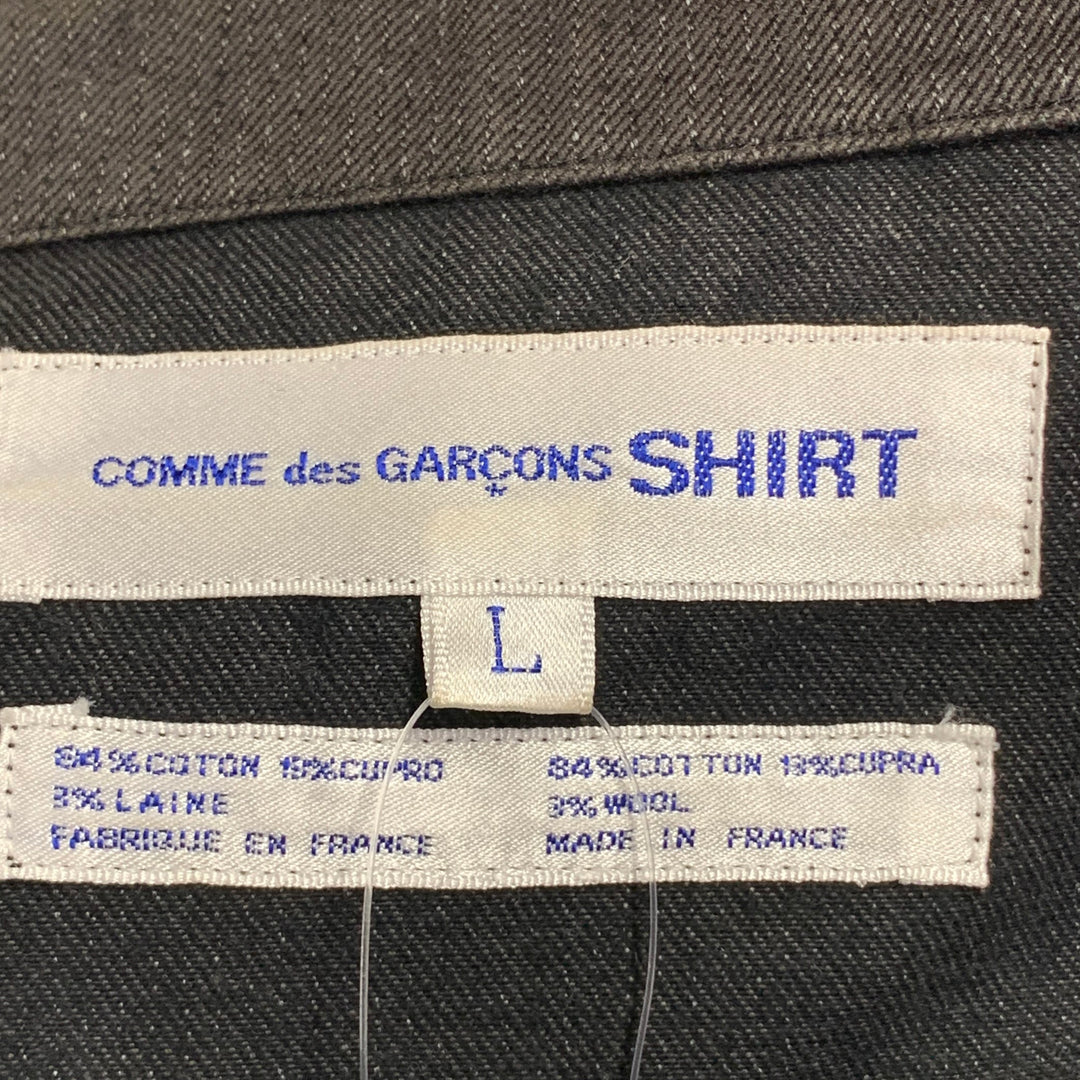 COMME des GARÇONS SHIRT
L
84%COTON 13%CUPRO
3% LAINE
FABRIQUE EN FRANCE
84%COTTON 13%CUPRA
3% WOOL
MADE IN FRANCE